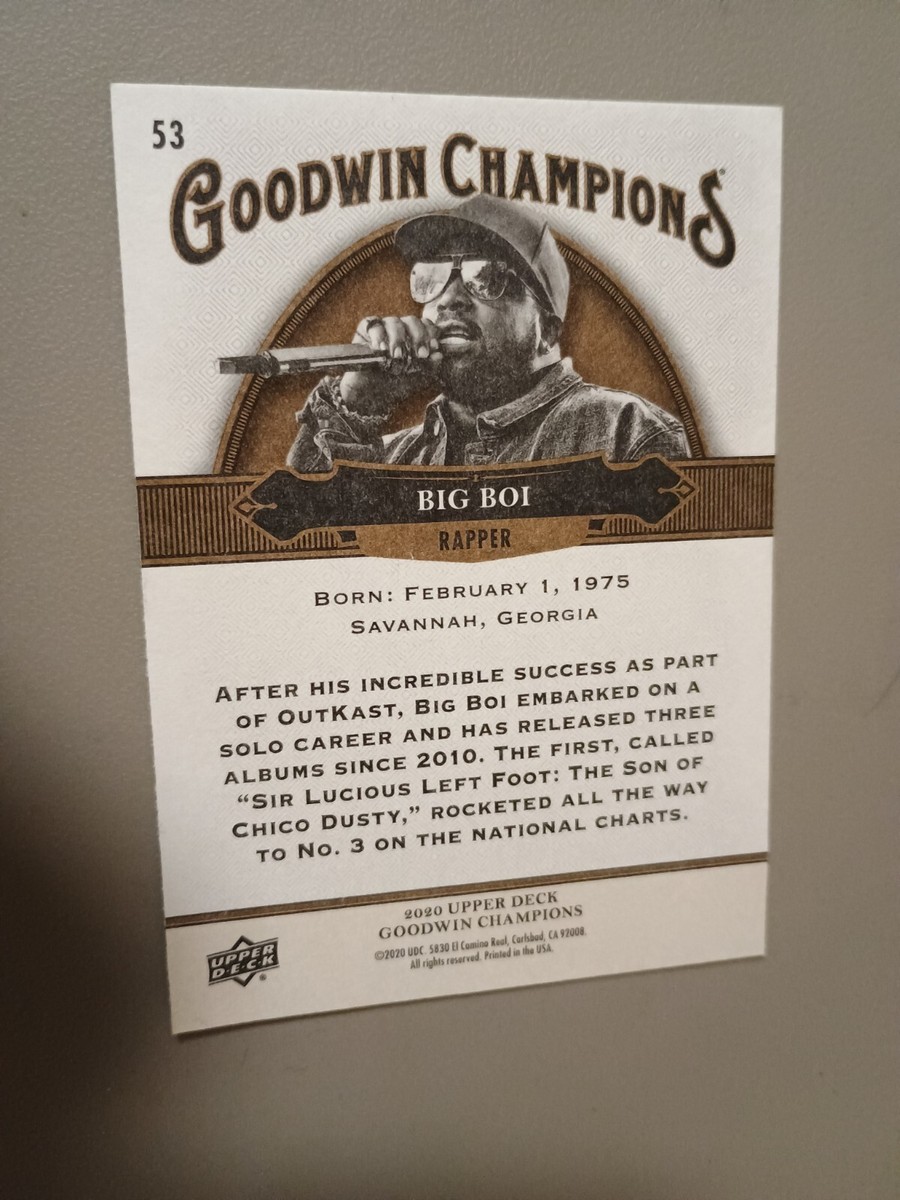 53
GOODWIN CHAMPIONS
BIG BOI
RAPPER
BORN: FEBRUARY 1, 1975
SAVANNAH, GEORGIA
AFTER HIS INCREDIBLE SUCCESS AS PART
OF OUTKAST, BIG BOI EMBARKED ON A
SOLO CAREER AND HAS RELEASED THREE
ALBUMS SINCE 2010. THE FIRST, CALLED
“SIR LUCIOUS LEFT FOOT: THE SON OF
CHICO DUSTY,” ROCKETED ALL THE WAY
TO NO. 3 ON THE NATIONAL CHARTS.
2020 UPPER DECK
GOODWIN CHAMPIONS
©2020 UDC. 5830 El Camino Real, Carlsbad, CA 92008.
All rights reserved. Printed in the USA.
UPPER
D·E·C·K®